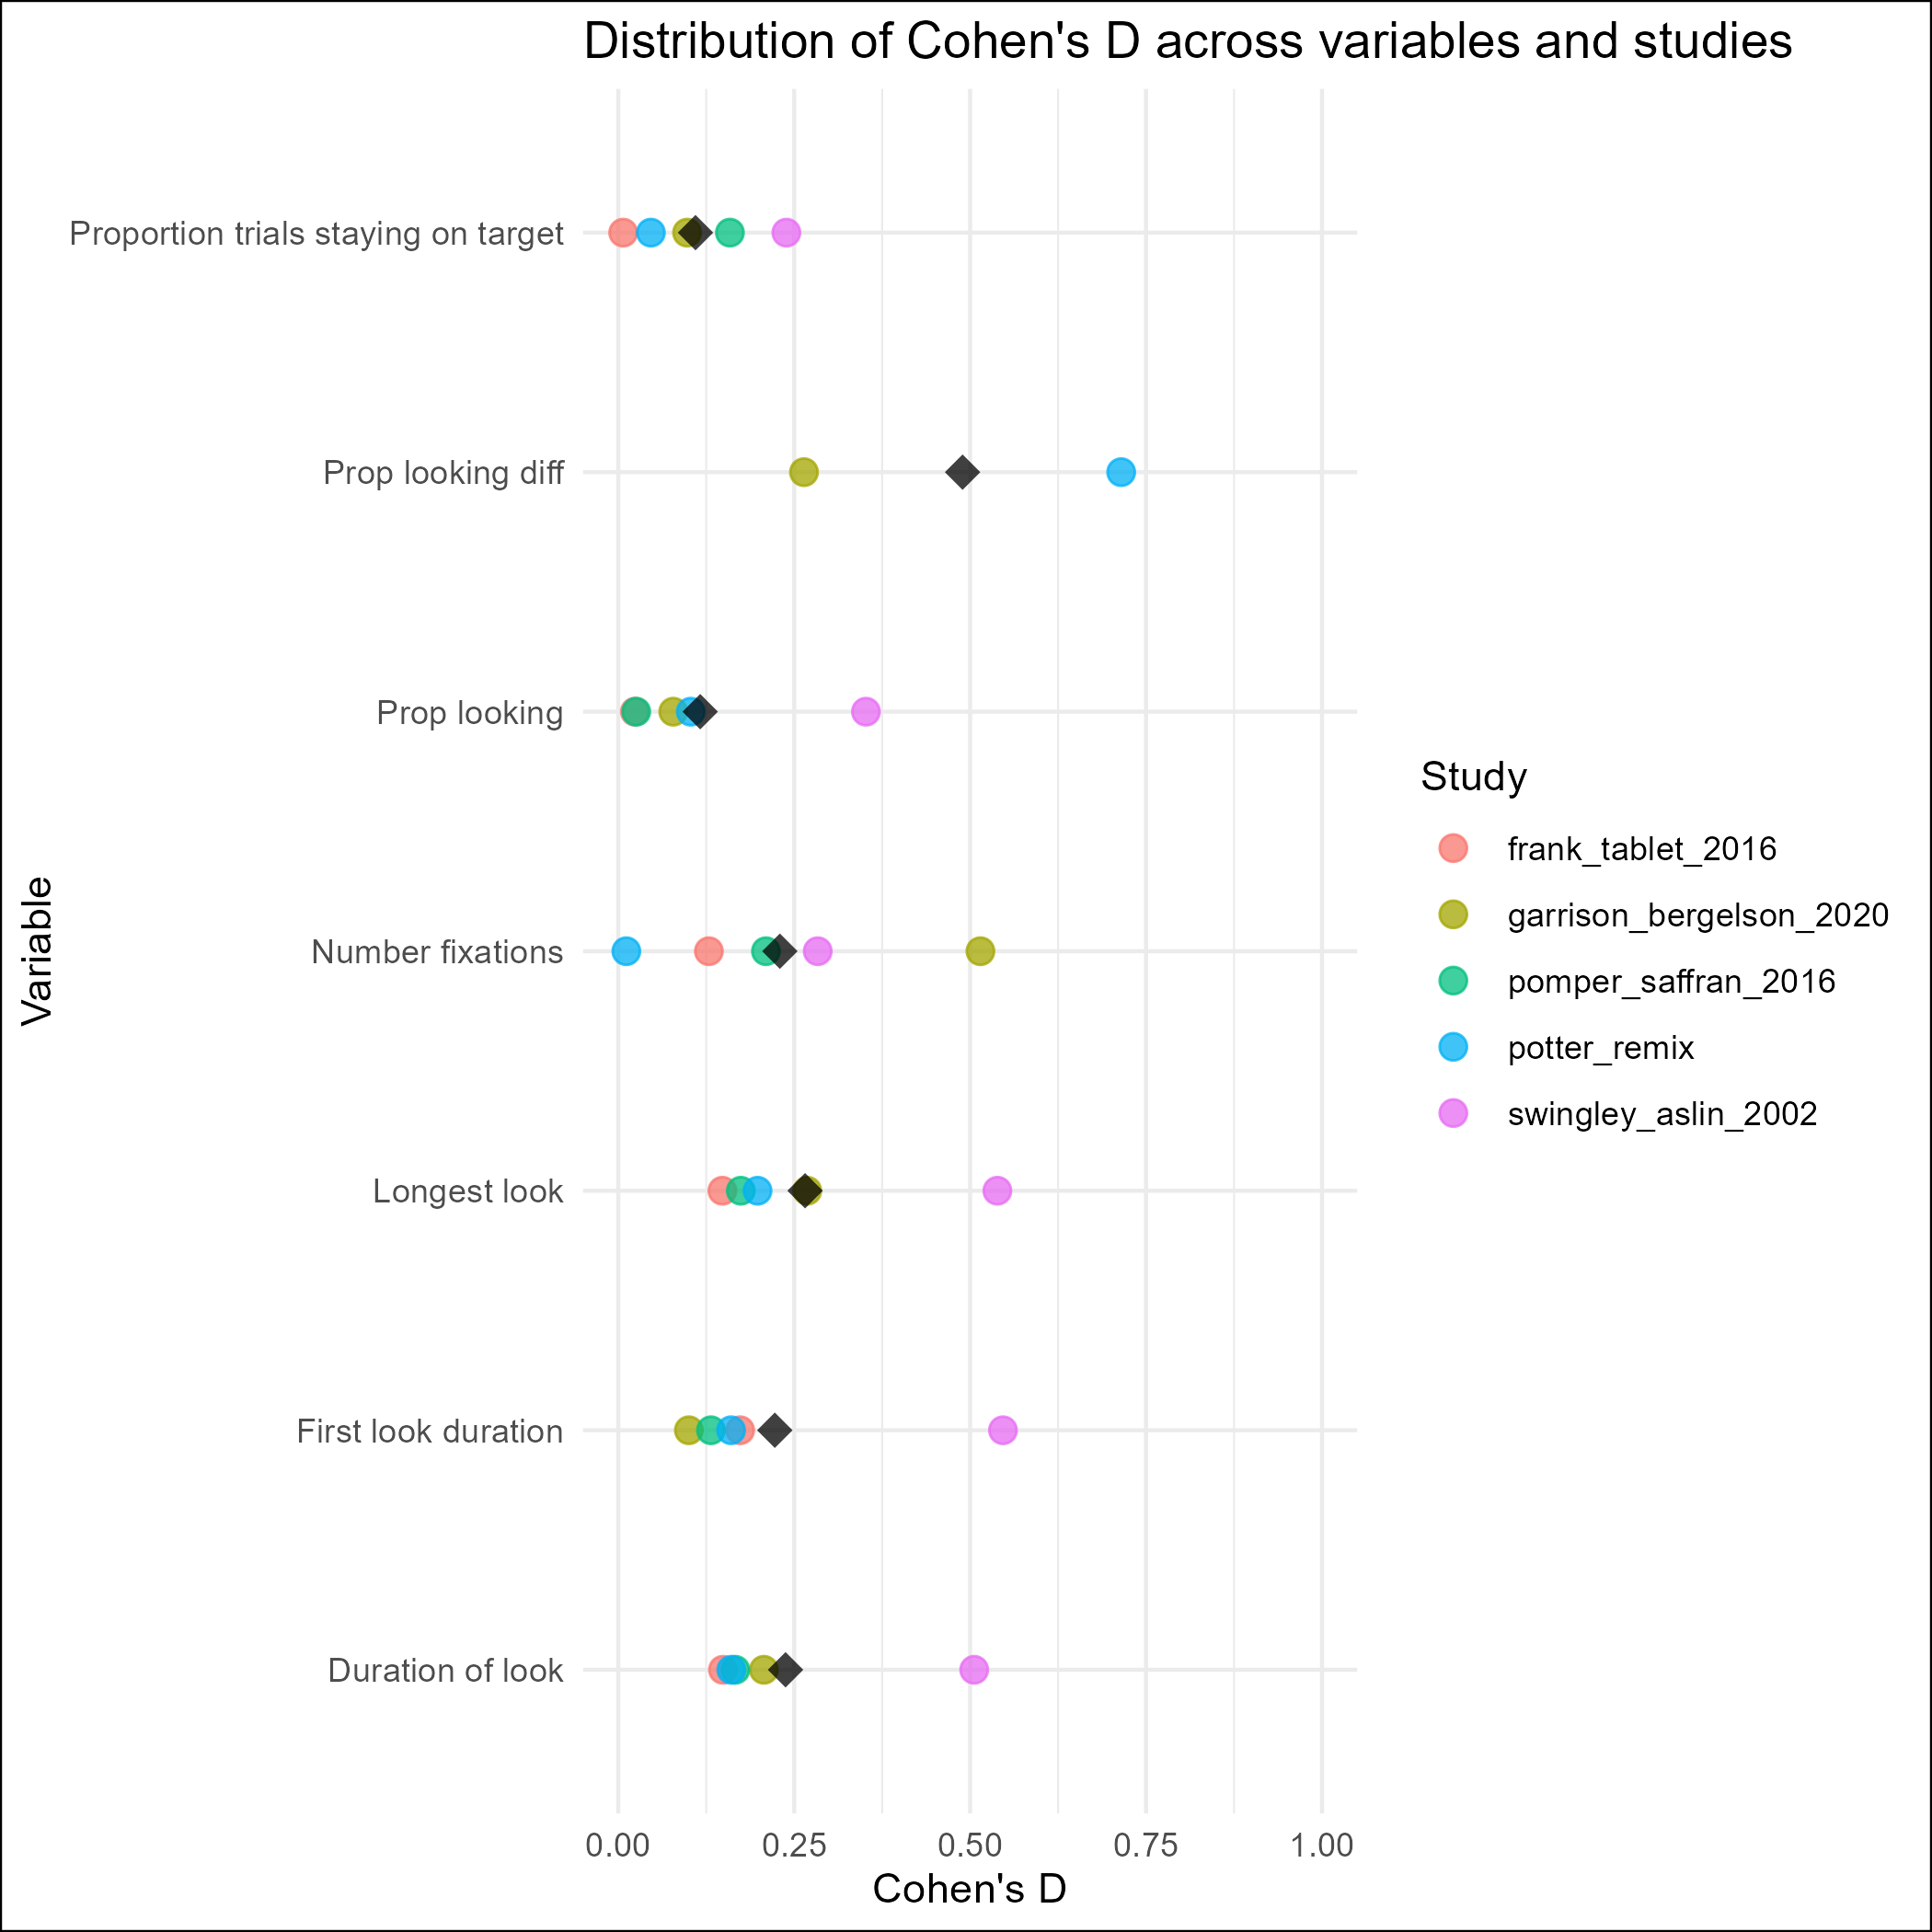 Distribution of Cohen's D across variables and studies
Variable
Proportion trials staying on target
Prop looking diff
Prop looking
Number fixations
Longest look
First look duration
Duration of look
0.00 0.25 0.50 0.75 1.00
Cohen's D
Study
frank_tablet_2016
garrison_bergelson_2020
pomper_saffran_2016
potter_remix
swingley_aslin_2002